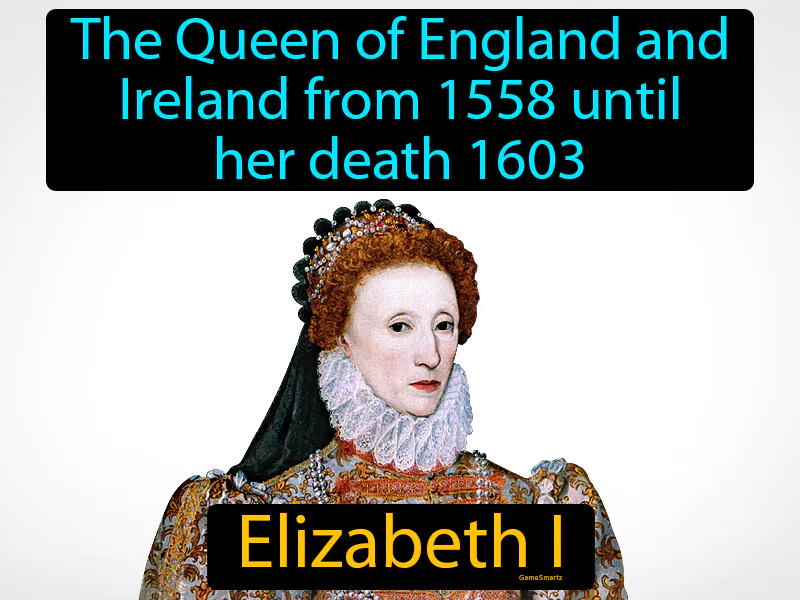 The Queen of England and
Ireland from 1558 until
her death 1603
Elizabeth I
GameSmartz